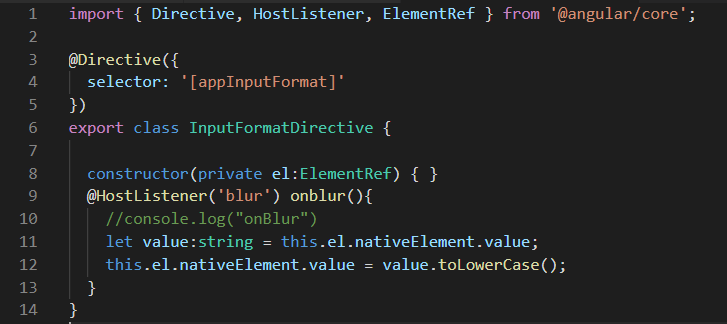 1 import { Directive, HostListener, ElementRef } from '@angular/core';
2
3 @Directive({
4   selector: '[appInputFormat]'
5 })
6 export class InputFormatDirective {
7
8   constructor(private el:ElementRef) { }
9   @HostListener('blur') onblur(){
10     //console.log("onBlur")
11     let value:string = this.el.nativeElement.value;
12     this.el.nativeElement.value = value.toLowerCase();
13   }
14 }